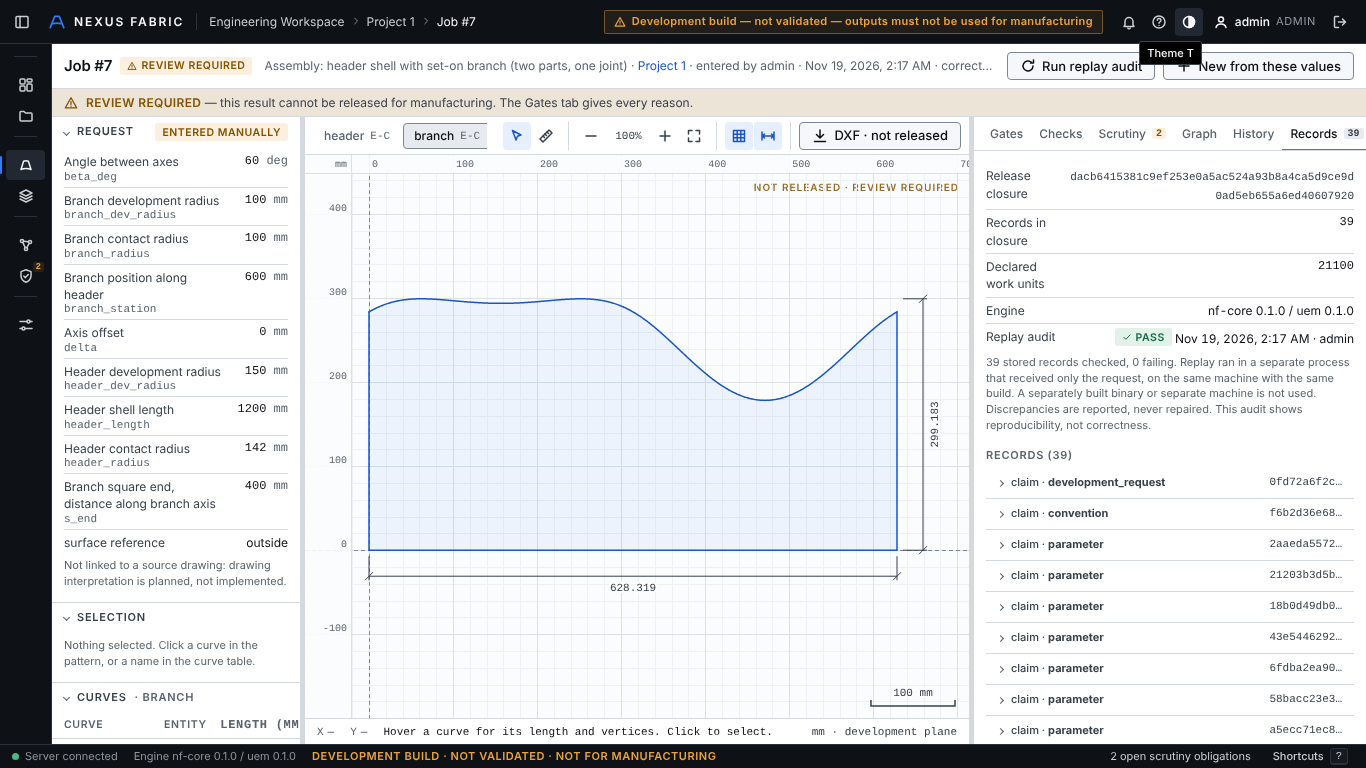 NEXUS FABRIC
Engineering Workspace
Project 1
Job #7
Development build — not validated — outputs must not be used for manufacturing
admin ADMIN
Theme T
Job #7
REVIEW REQUIRED
Assembly: header shell with set-on branch (two parts, one joint) · Project 1 · entered by admin · Nov 19, 2026, 2:17 AM · correct…
Run replay audit
New from these values
REVIEW REQUIRED — this result cannot be released for manufacturing. The Gates tab gives every reason.
REQUEST
ENTERED MANUALLY
Angle between axes 60 deg
beta_deg
Branch development radius 100 mm
branch_dev_radius
Branch contact radius 100 mm
branch_radius
Branch position along header 600 mm
branch_station
Axis offset 0 mm
delta
Header development radius 150 mm
header_dev_radius
Header shell length 1200 mm
header_length
Header contact radius 142 mm
header_radius
Branch square end, distance along branch axis 400 mm
s_end
surface reference outside
Not linked to a source drawing: drawing
interpretation is planned, not implemented.
SELECTION
Nothing selected. Click a curve in the
pattern, or a name in the curve table.
CURVES · BRANCH
CURVE ENTITY LENGTH (MM
header E-C
branch E-C
100%
DXF · not released
mm 0 100 200 300 400 500 600 70
NOT RELEASED · REVIEW REQUIRED
400
300
200
100
0
-100
299.183
628.319
100 mm
X — Y — Hover a curve for its length and vertices. Click to select. mm · development plane
Gates Checks Scrutiny 2 Graph History Records 39
Release closure
dacb6415381c9ef253e0a5ac524a93b8a4ca5d9ce9d
0ad5eb655a6ed40607920
Records in closure 39
Declared work units 21100
Engine nf-core 0.1.0 / uem 0.1.0
Replay audit PASS Nov 19, 2026, 2:17 AM · admin
39 stored records checked, 0 failing. Replay ran in a separate process
that received only the request, on the same machine with the same
build. A separately built binary or separate machine is not used.
Discrepancies are reported, never repaired. This audit shows
reproducibility, not correctness.
RECORDS (39)
claim · development_request 0fd72a6f2c…
claim · convention f6b2d36e68…
claim · parameter 2aaeda5572…
claim · parameter 21203b3d5b…
claim · parameter 18b0d49db0…
claim · parameter 43e5446292…
claim · parameter 6fdba2ea90…
claim · parameter 58bacc23e3…
claim · parameter a5ecc71ec8…
2
Server connected
Engine nf-core 0.1.0 / uem 0.1.0
DEVELOPMENT BUILD · NOT VALIDATED · NOT FOR MANUFACTURING
2 open scrutiny obligations
Shortcuts ?